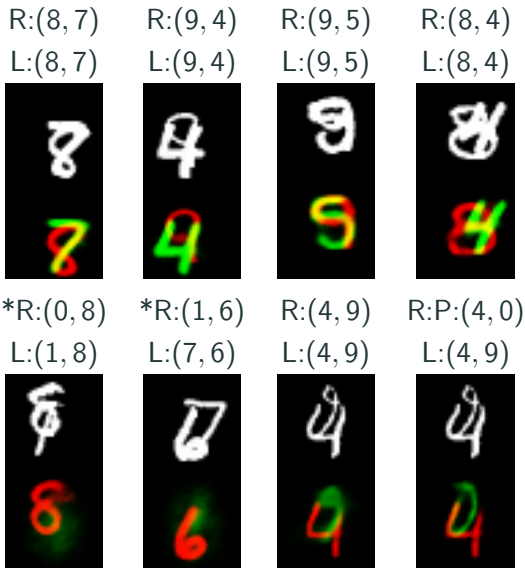 R:(8, 7) R:(9, 4) R:(9, 5) R:(8, 4)
L:(8, 7) L:(9, 4) L:(9, 5) L:(8, 4)
*R:(0, 8) *R:(1, 6) R:(4, 9) R:P:(4, 0)
L:(1, 8) L:(7, 6) L:(4, 9) L:(4, 9)